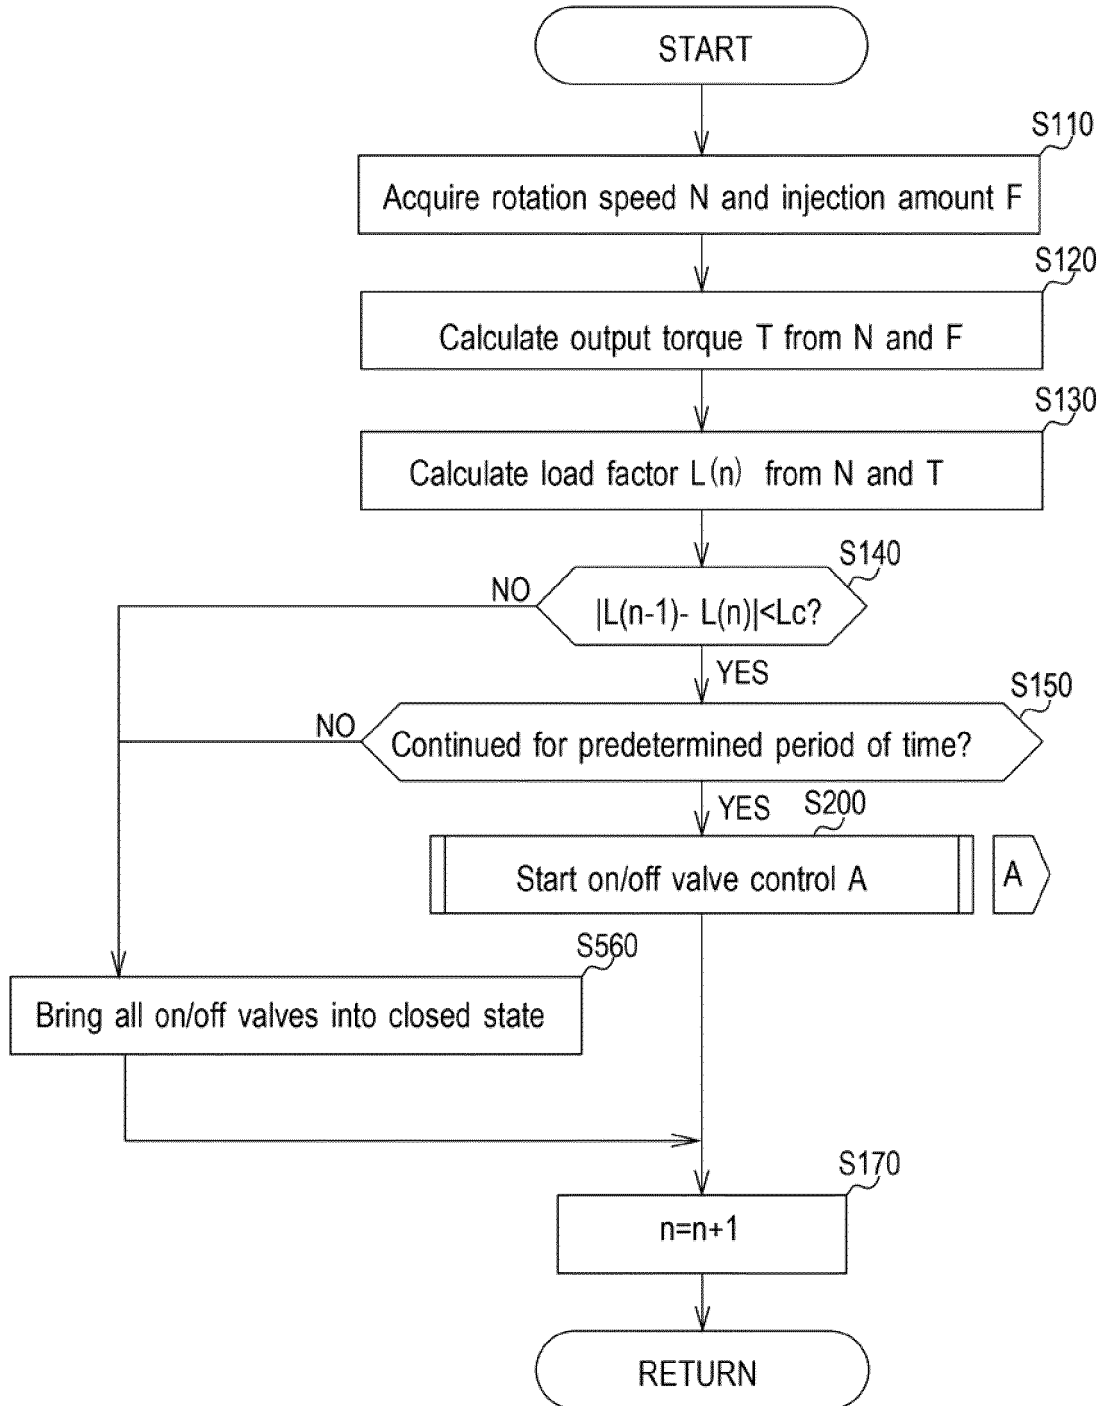 START
S110
Acquire rotation speed N and injection amount F
S120
Calculate output torque T from N and F
S130
Calculate load factor L(n) from N and T
S140
NO
|L(n-1)- L(n)|<Lc?
YES
S150
NO
Continued for predetermined period of time?
YES
S200
Start on/off valve control A
A
S560
Bring all on/off valves into closed state
S170
n=n+1
RETURN